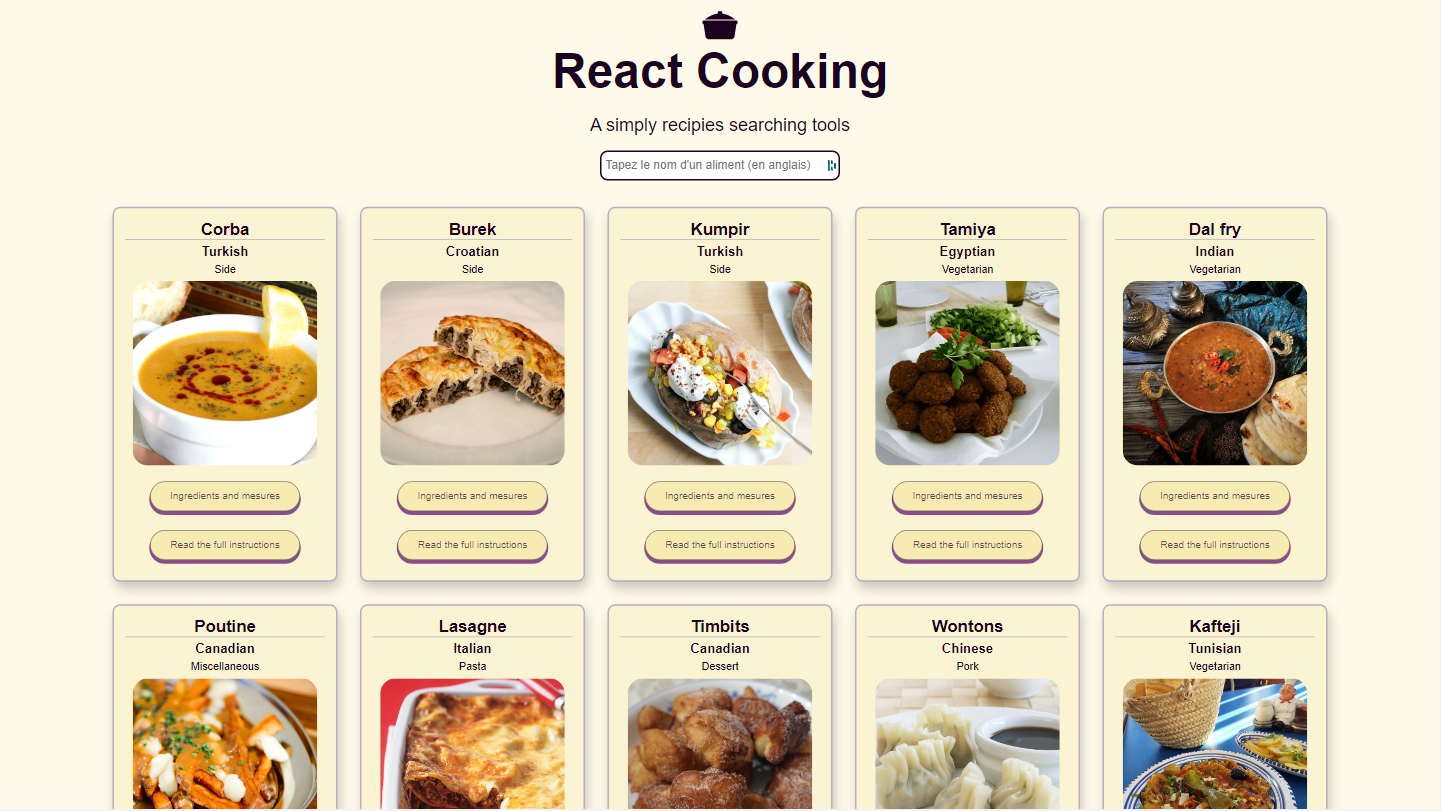 React Cooking
A simply recipies searching tools
Tapez le nom d'un aliment (en anglais)
Corba
Turkish
Side
Ingredients and mesures
Read the full instructions
Burek
Croatian
Side
Ingredients and mesures
Read the full instructions
Kumpir
Turkish
Side
Ingredients and mesures
Read the full instructions
Tamiya
Egyptian
Vegetarian
Ingredients and mesures
Read the full instructions
Dal fry
Indian
Vegetarian
Ingredients and mesures
Read the full instructions
Poutine
Canadian
Miscellaneous
Lasagne
Italian
Pasta
Timbits
Canadian
Dessert
Wontons
Chinese
Pork
Kafteji
Tunisian
Vegetarian